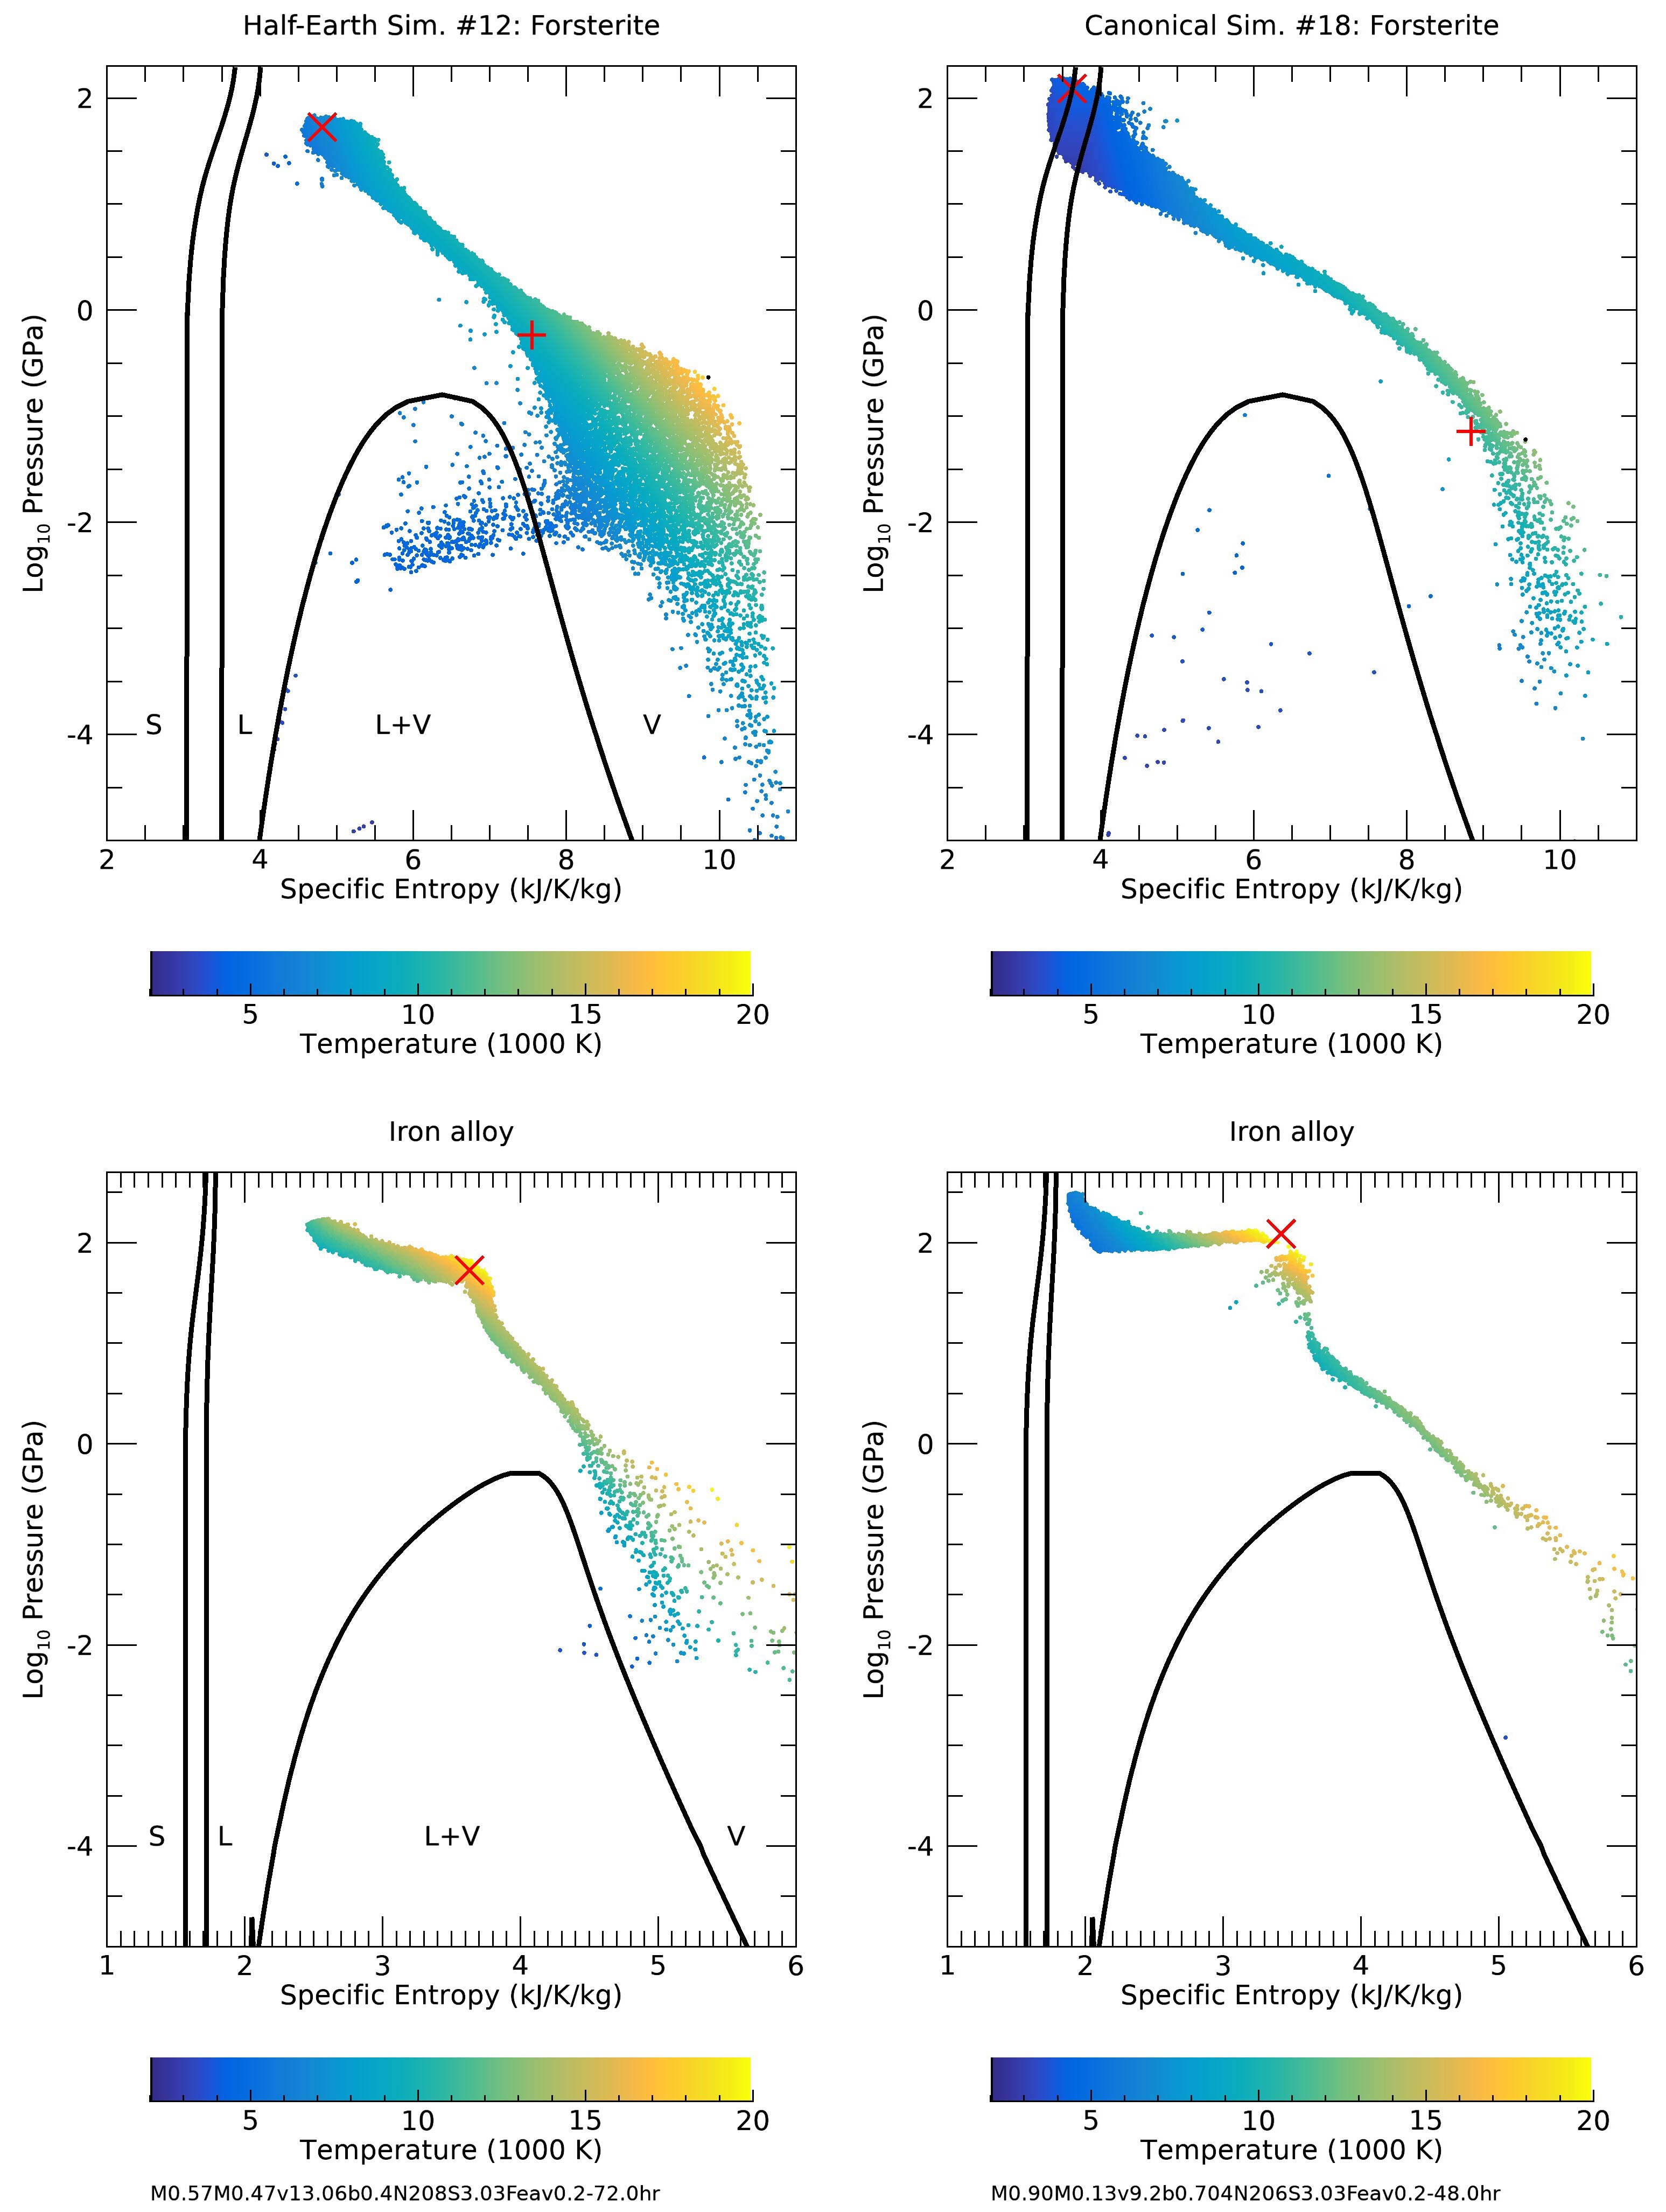 Half-Earth Sim. #12: Forsterite
Canonical Sim. #18: Forsterite
Log10 Pressure (GPa)
2
0
-2
-4
S
L
L+V
V
2 4 6 8 10
Specific Entropy (kJ/K/kg)
Log10 Pressure (GPa)
2
0
-2
-4
2 4 6 8 10
Specific Entropy (kJ/K/kg)
5 10 15 20
Temperature (1000 K)
5 10 15 20
Temperature (1000 K)
Iron alloy
Iron alloy
Log10 Pressure (GPa)
2
0
-2
-4
S
L
L+V
V
1 2 3 4 5 6
Specific Entropy (kJ/K/kg)
Log10 Pressure (GPa)
2
0
-2
-4
1 2 3 4 5 6
Specific Entropy (kJ/K/kg)
5 10 15 20
Temperature (1000 K)
5 10 15 20
Temperature (1000 K)
M0.57M0.47v13.06b0.4N208S3.03Feav0.2-72.0hr
M0.90M0.13v9.2b0.704N206S3.03Feav0.2-48.0hr